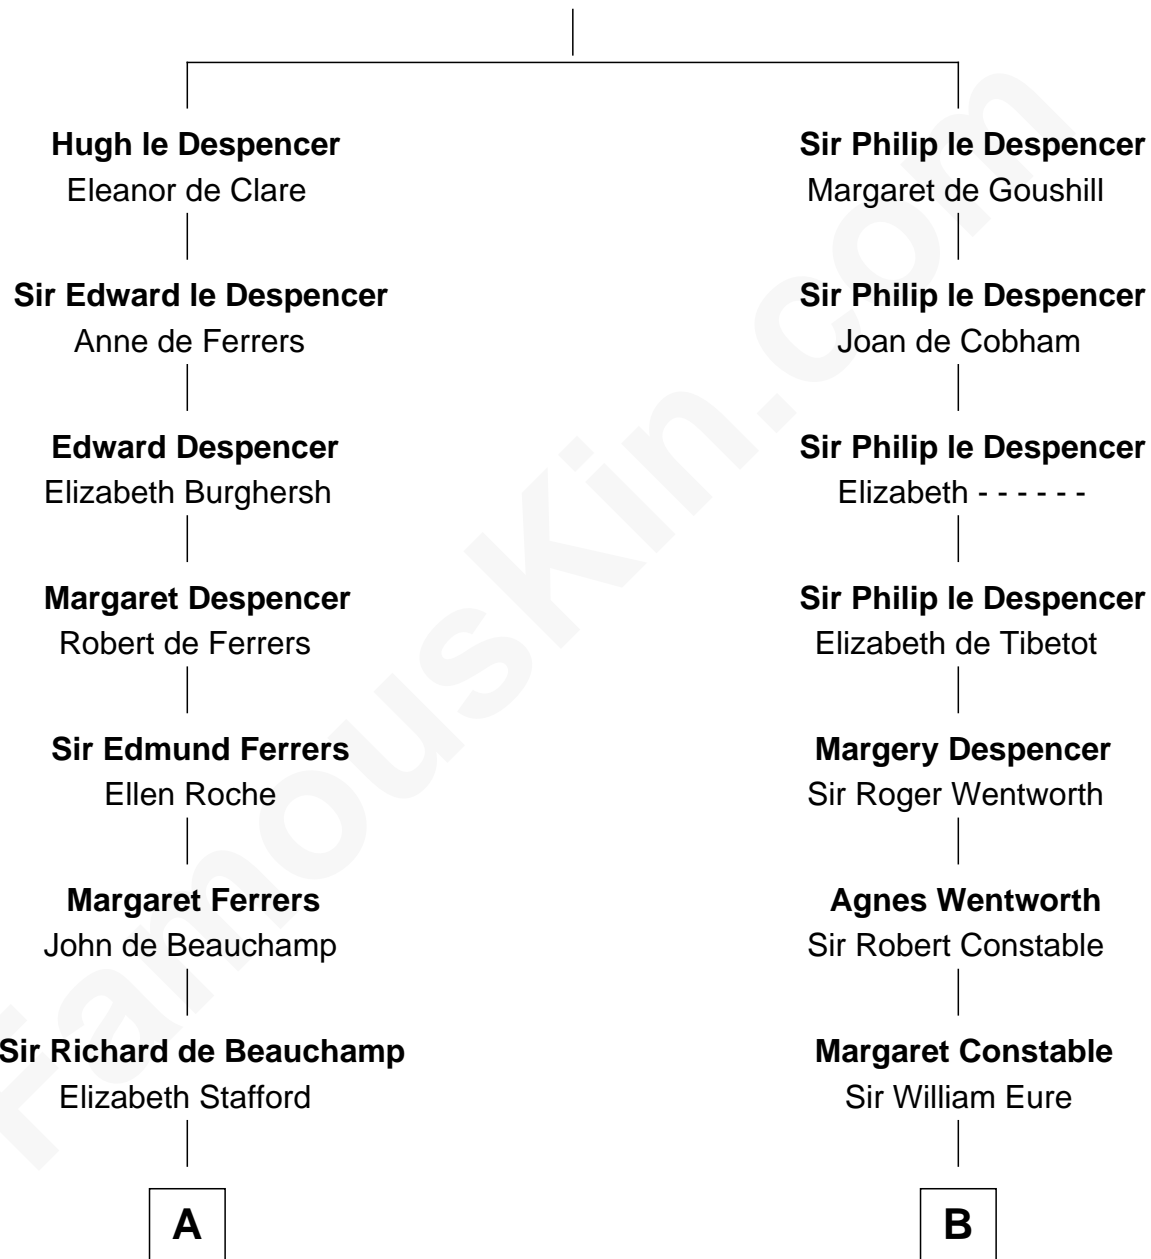 Hugh le Despencer
Eleanor de Clare
Sir Edward le Despencer
Anne de Ferrers
Edward Despencer
Elizabeth Burghersh
Margaret Despencer
Robert de Ferrers
Sir Edmund Ferrers
Ellen Roche
Margaret Ferrers
John de Beauchamp
Sir Richard de Beauchamp
Elizabeth Stafford
A
Sir Philip le Despencer
Margaret de Goushill
Sir Philip le Despencer
Joan de Cobham
Sir Philip le Despencer
Elizabeth - - - - - -
Sir Philip le Despencer
Elizabeth de Tibetot
Margery Despencer
Sir Roger Wentworth
Agnes Wentworth
Sir Robert Constable
Margaret Constable
Sir William Eure
B
FamousKin.com